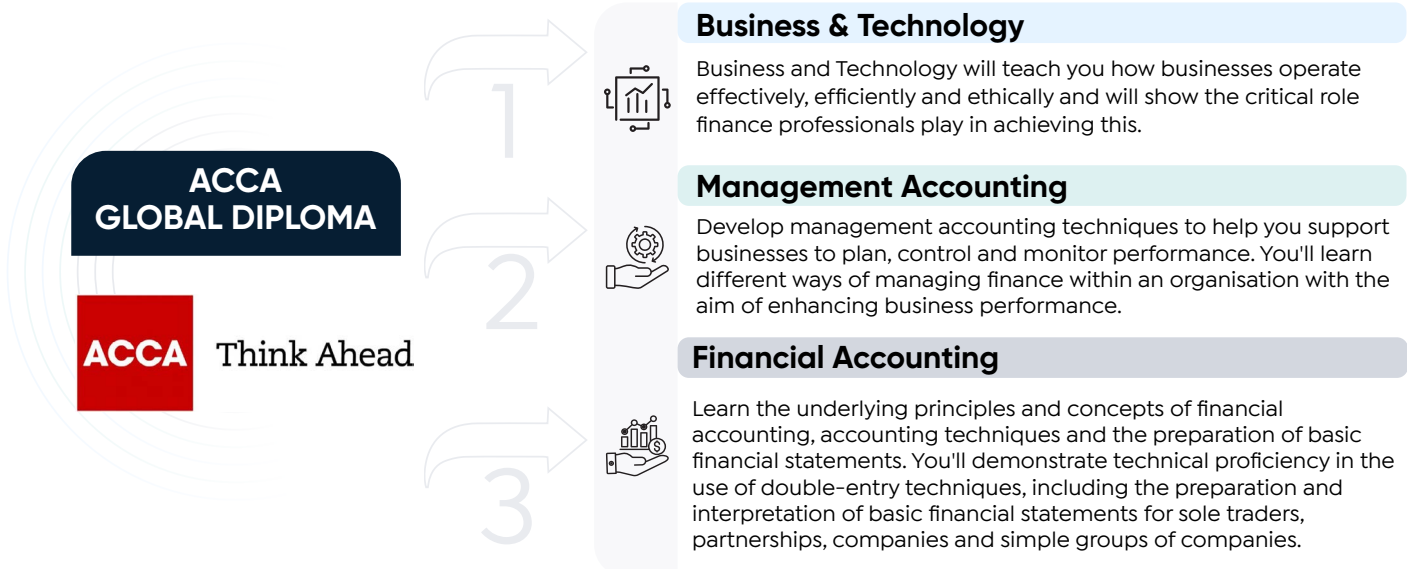 ACCA
GLOBAL DIPLOMA
ACCA
Think Ahead
1
Business & Technology
Business and Technology will teach you how businesses operate
effectively, efficiently and ethically and will show the critical role
finance professionals play in achieving this.
2
Management Accounting
Develop management accounting techniques to help you support
businesses to plan, control and monitor performance. You'll learn
different ways of managing finance within an organisation with the
aim of enhancing business performance.
3
Financial Accounting
Learn the underlying principles and concepts of financial
accounting, accounting techniques and the preparation of basic
financial statements. You'll demonstrate technical proficiency in the
use of double-entry techniques, including the preparation and
interpretation of basic financial statements for sole traders,
partnerships, companies and simple groups of companies.